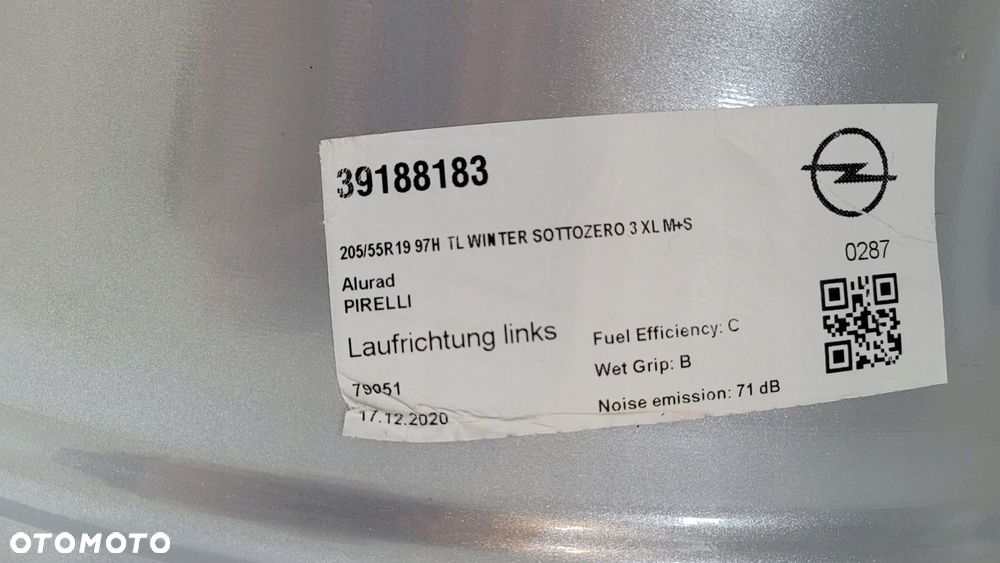 39188183
205/55R19 97H TL WINTER SOTTOZERO 3 XL M+S
0287
Alurad
PIRELLI
Laufrichtung links
Fuel Efficiency: C
Wet Grip: B
79051
Noise emission: 71 dB
17.12.2020
OTOMOTO